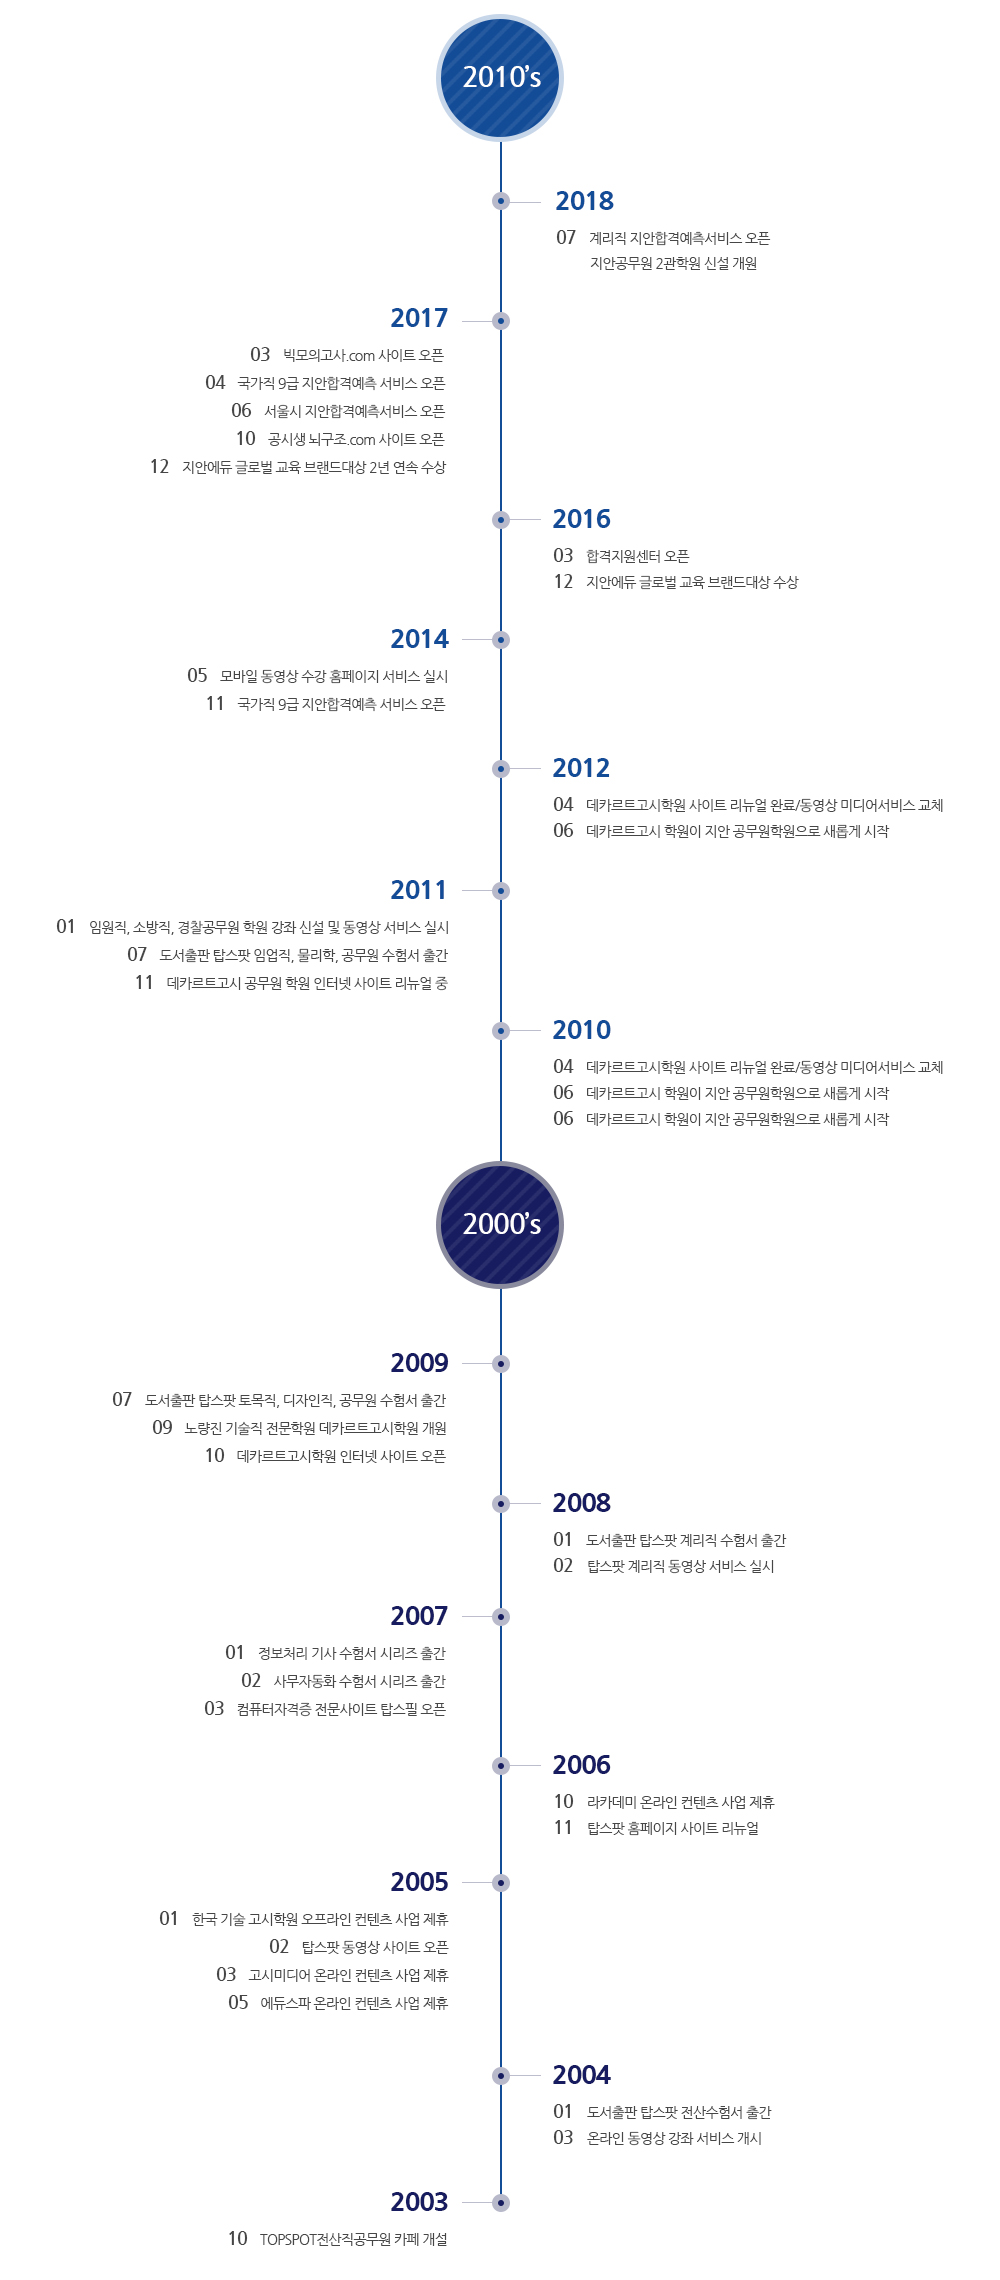 2010’s
2018
07 계리직 지안합격예측서비스 오픈
지안공무원 2관학원 신설 개원
2017
03 빅모의고사.com 사이트 오픈
04 국가직 9급 지안합격예측 서비스 오픈
06 서울시 지안합격예측서비스 오픈
10 공시생 뇌구조.com 사이트 오픈
12 지안에듀 글로벌 교육 브랜드대상 2년 연속 수상
2016
03 합격지원센터 오픈
12 지안에듀 글로벌 교육 브랜드대상 수상
2014
05 모바일 동영상 수강 홈페이지 서비스 실시
11 국가직 9급 지안합격예측 서비스 오픈
2012
04 데카르트고시학원 사이트 리뉴얼 완료/동영상 미디어서비스 교체
06 데카르트고시 학원이 지안 공무원학원으로 새롭게 시작
2011
01 임원직, 소방직, 경찰공무원 학원 강좌 신설 및 동영상 서비스 실시
07 도서출판 탑스팟 임업직, 물리학, 공무원 수험서 출간
11 데카르트고시 공무원 학원 인터넷 사이트 리뉴얼 중
2010
04 데카르트고시학원 사이트 리뉴얼 완료/동영상 미디어서비스 교체
06 데카르트고시 학원이 지안 공무원학원으로 새롭게 시작
06 데카르트고시 학원이 지안 공무원학원으로 새롭게 시작
2000’s
2009
07 도서출판 탑스팟 토목직, 디자인직, 공무원 수험서 출간
09 노량진 기술직 전문학원 데카르트고시학원 개원
10 데카르트고시학원 인터넷 사이트 오픈
2008
01 도서출판 탑스팟 계리직 수험서 출간
02 탑스팟 계리직 동영상 서비스 실시
2007
01 정보처리 기사 수험서 시리즈 출간
02 사무자동화 수험서 시리즈 출간
03 컴퓨터자격증 전문사이트 탑스필 오픈
2006
10 라카데미 온라인 컨텐츠 사업 제휴
11 탑스팟 홈페이지 사이트 리뉴얼
2005
01 한국 기술 고시학원 오프라인 컨텐츠 사업 제휴
02 탑스팟 동영상 사이트 오픈
03 고시미디어 온라인 컨텐츠 사업 제휴
05 에듀스파 온라인 컨텐츠 사업 제휴
2004
01 도서출판 탑스팟 전산수험서 출간
03 온라인 동영상 강좌 서비스 개시
2003
10 TOPSPOT전산직공무원 카페 개설